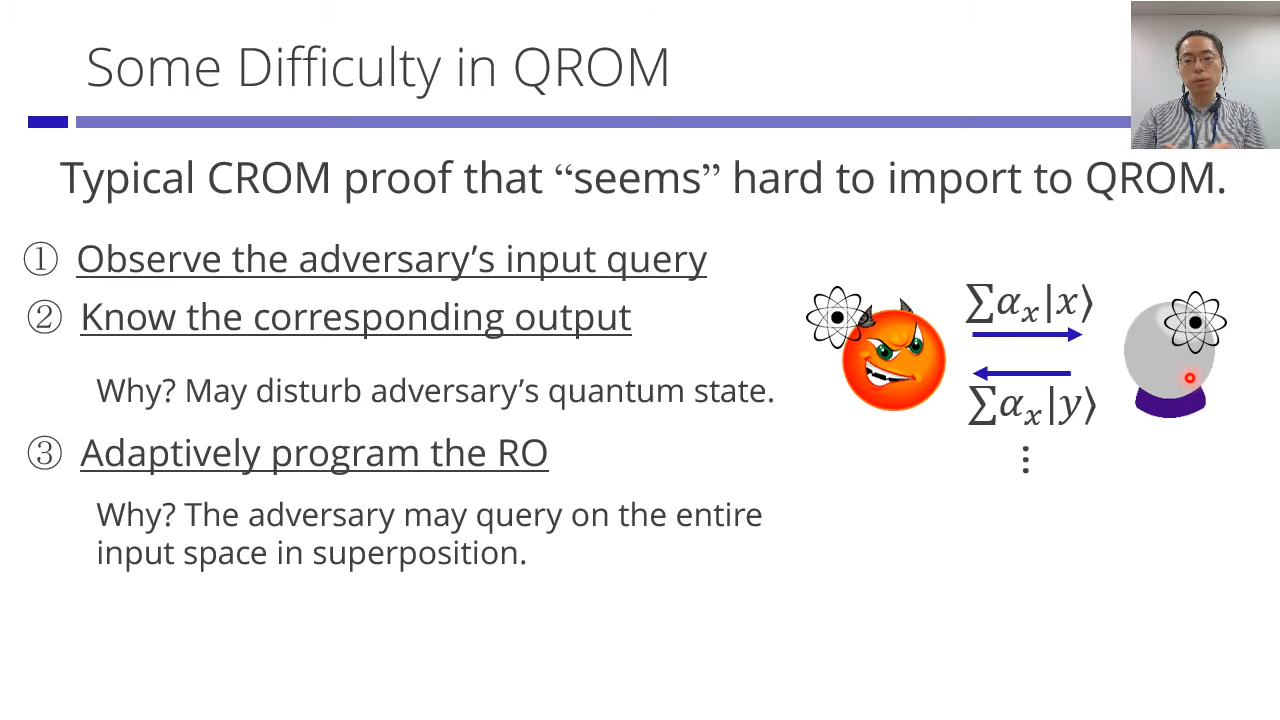 Some Difficulty in QROM
Typical CROM proof that “seems” hard to import to QROM.
① Observe the adversary’s input query
② Know the corresponding output
Why? May disturb adversary’s quantum state.
③ Adaptively program the RO
Why? The adversary may query on the entire
input space in superposition.
∑αₓ|x⟩
∑αₓ|y⟩
⋮